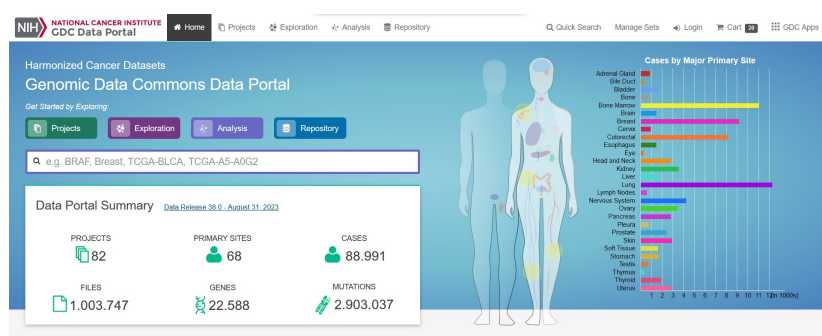 NIH NATIONAL CANCER INSTITUTE
GDC Data Portal
Home Projects Exploration Analysis Repository
Quick Search Manage Sets Login Cart 20 GDC Apps
Harmonized Cancer Datasets
Genomic Data Commons Data Portal
Get Started by Exploring:
Projects Exploration Analysis Repository
e.g. BRAF, Breast, TCGA-BLCA, TCGA-A5-A0G2
Data Portal Summary Data Release 38.0 - August 31, 2023
PROJECTS PRIMARY SITES CASES
82 68 88.991
FILES GENES MUTATIONS
1.003.747 22.588 2.903.037
Cases by Major Primary Site
Adrenal Gland
Bile Duct
Bladder
Bone
Bone Marrow
Brain
Breast
Cervix
Colorectal
Esophagus
Eye
Head and Neck
Kidney
Liver
Lung
Lymph Nodes
Nervous System
Ovary
Pancreas
Pleura
Prostate
Skin
Soft Tissue
Stomach
Testis
Thymus
Thyroid
Uterus
1 2 3 4 5 6 7 8 9 10 11 12 (in 1000s)